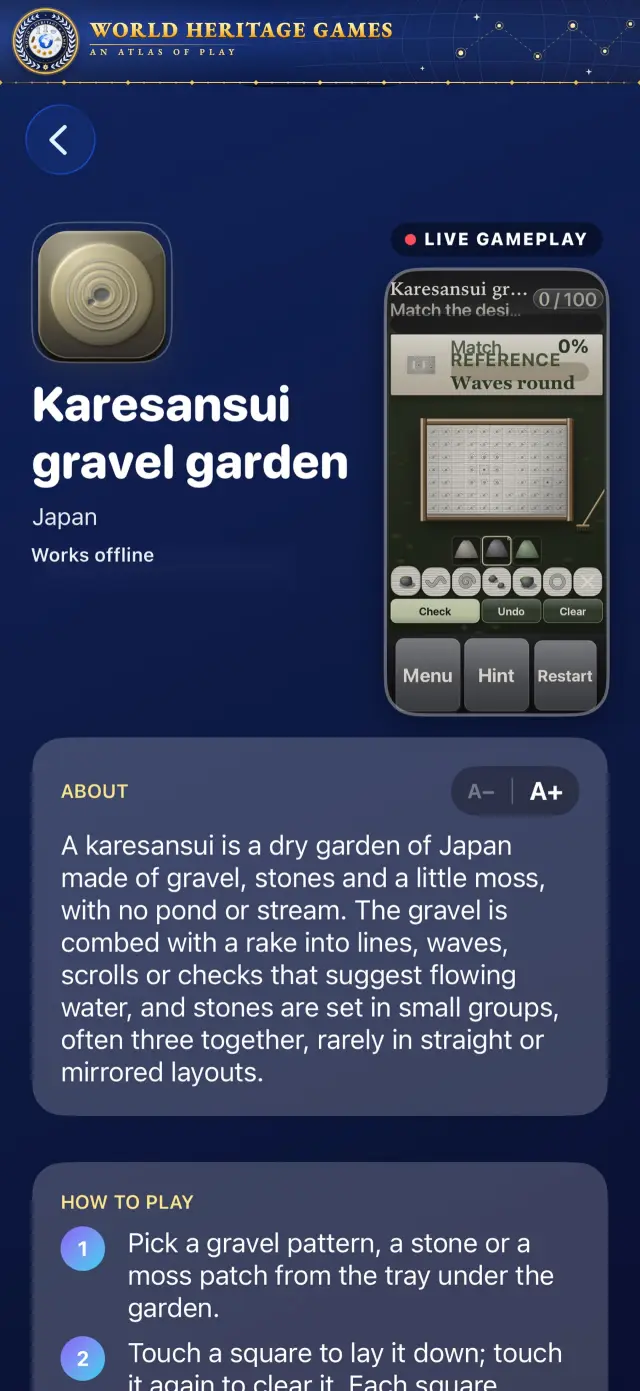 WORLD HERITAGE GAMES
AN ATLAS OF PLAY
LIVE GAMEPLAY
Karesansui gr...
0 / 100
Match the desi...
Match
0%
REFERENCE
Waves round
Check
Undo
Clear
Menu
Hint
Restart
Karesansui
gravel garden
Japan
Works offline
ABOUT
A−
A+
A karesansui is a dry garden of Japan
made of gravel, stones and a little moss,
with no pond or stream. The gravel is
combed with a rake into lines, waves,
scrolls or checks that suggest flowing
water, and stones are set in small groups,
often three together, rarely in straight or
mirrored layouts.
HOW TO PLAY
1
Pick a gravel pattern, a stone or a
moss patch from the tray under the
garden.
2
Touch a square to lay it down; touch
it again to clear it. Each square